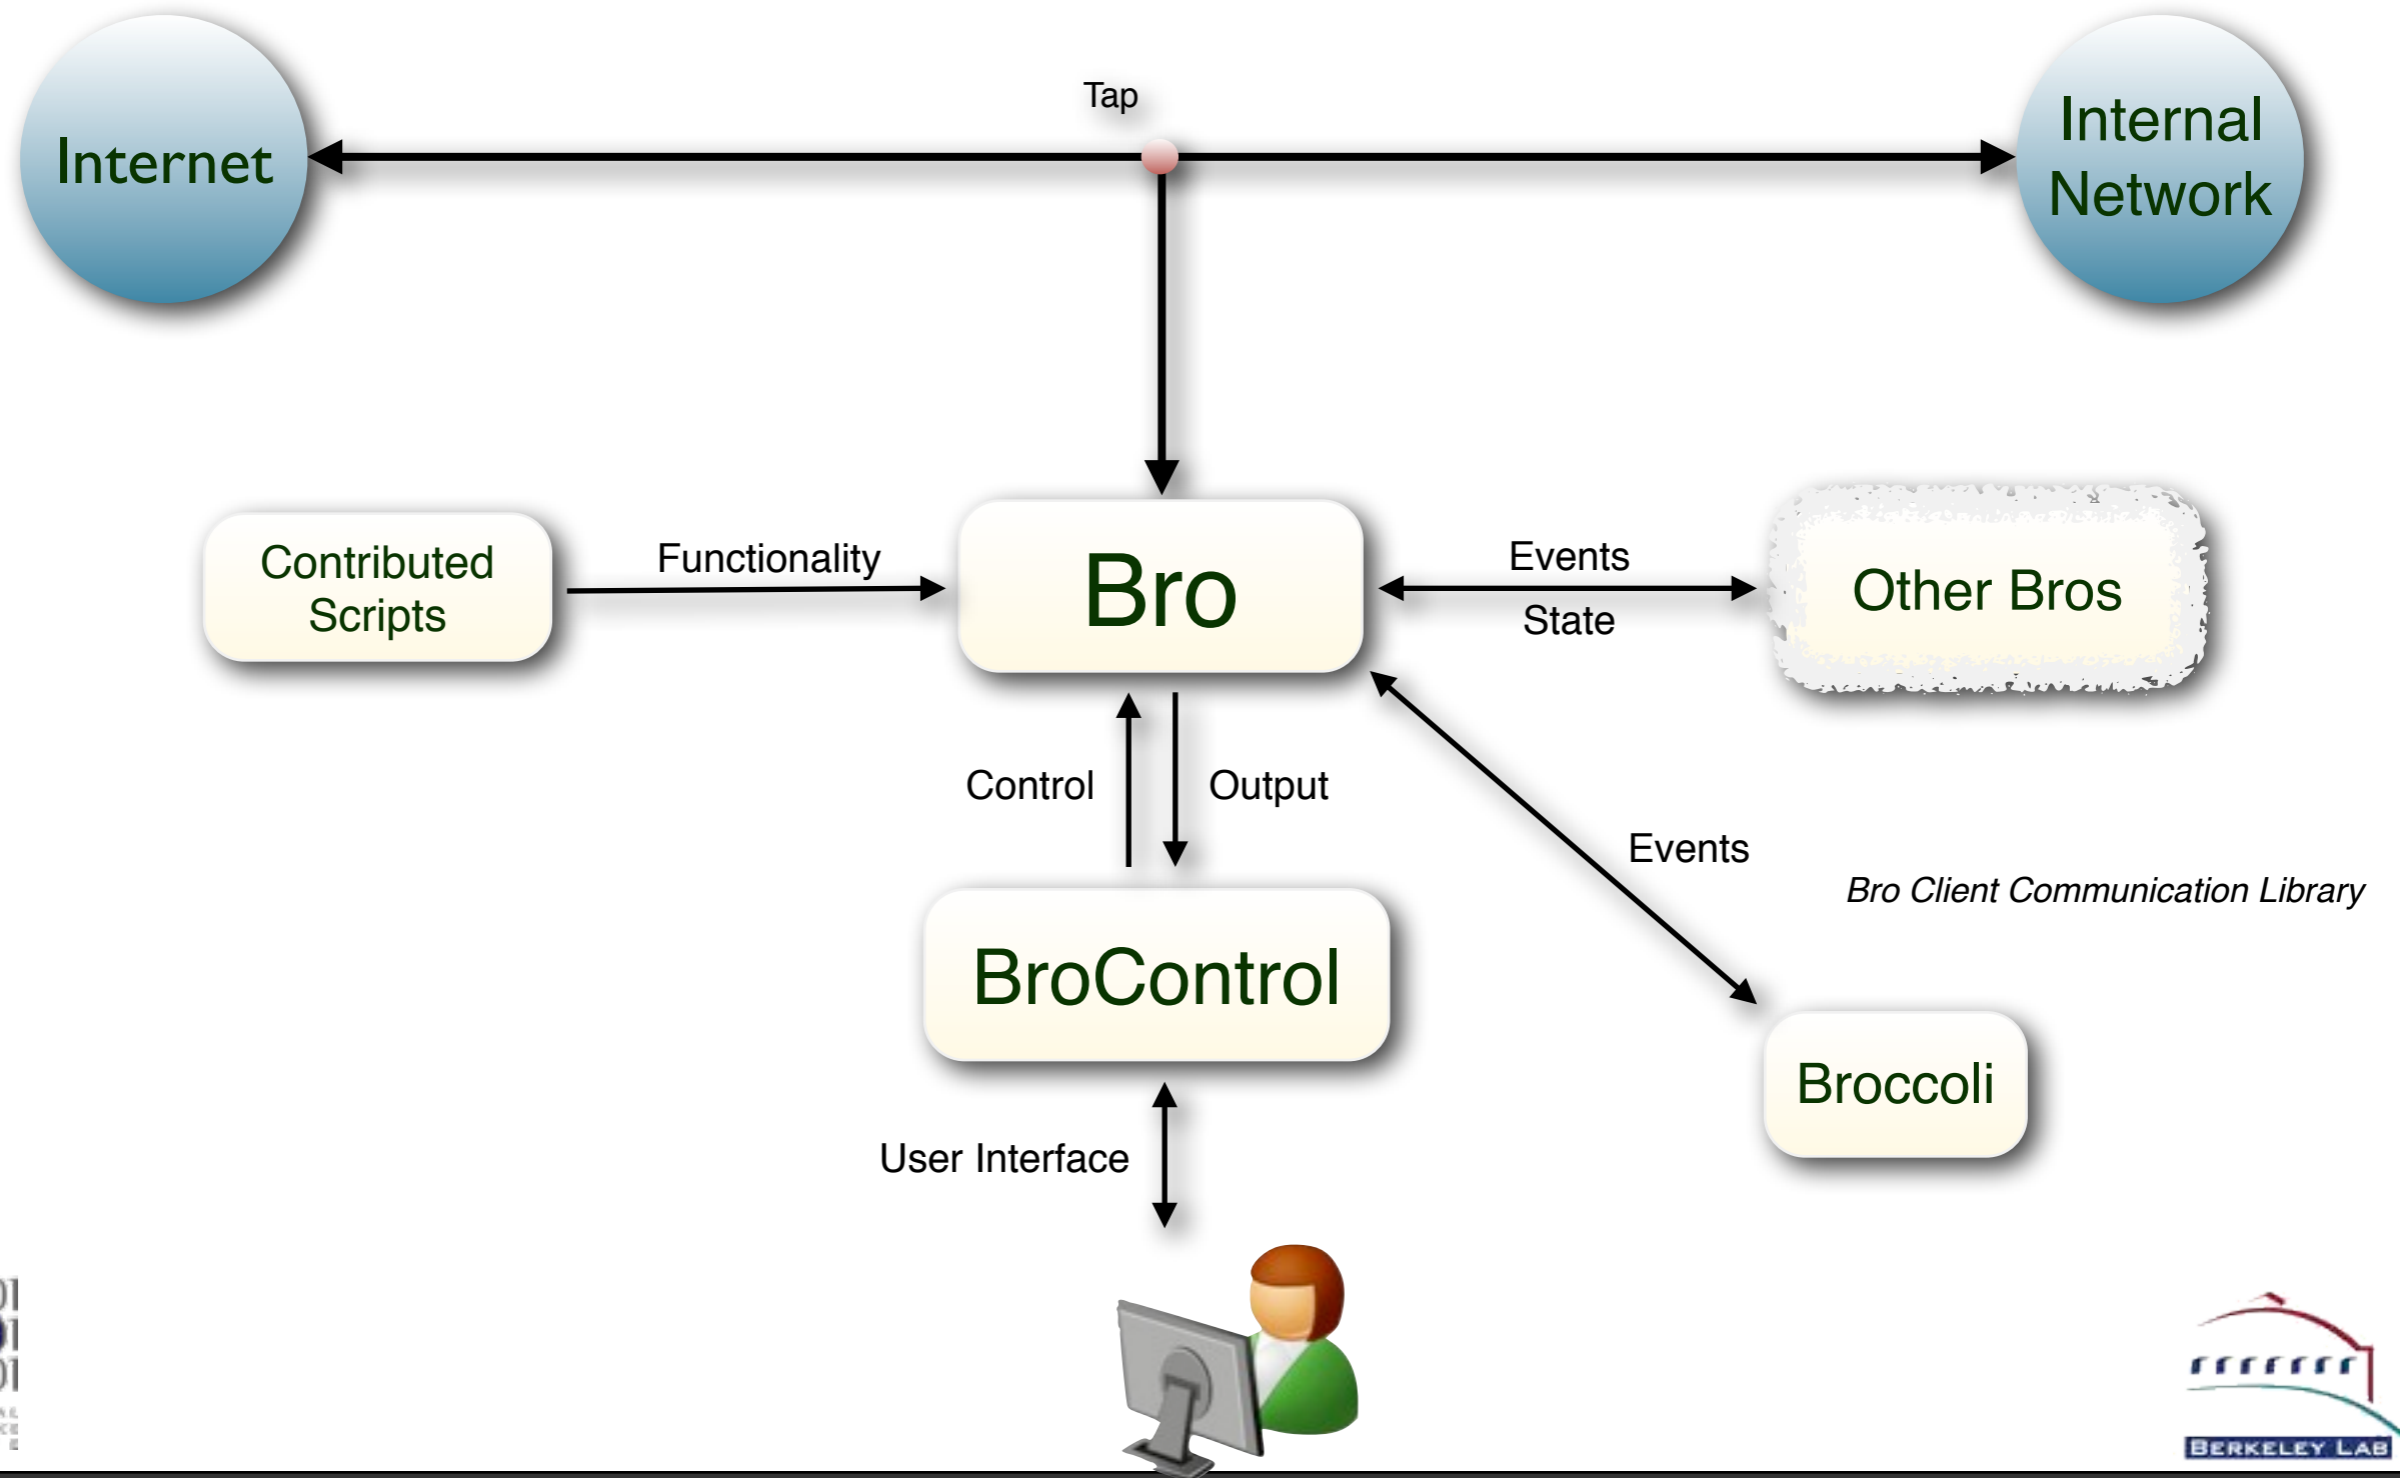 Tap
Internet
Internal
Network
Contributed
Scripts
Functionality
Bro
Events
State
Other Bros
Control
Output
Events
Bro Client Communication Library
BroControl
Broccoli
User Interface
BERKELEY LAB